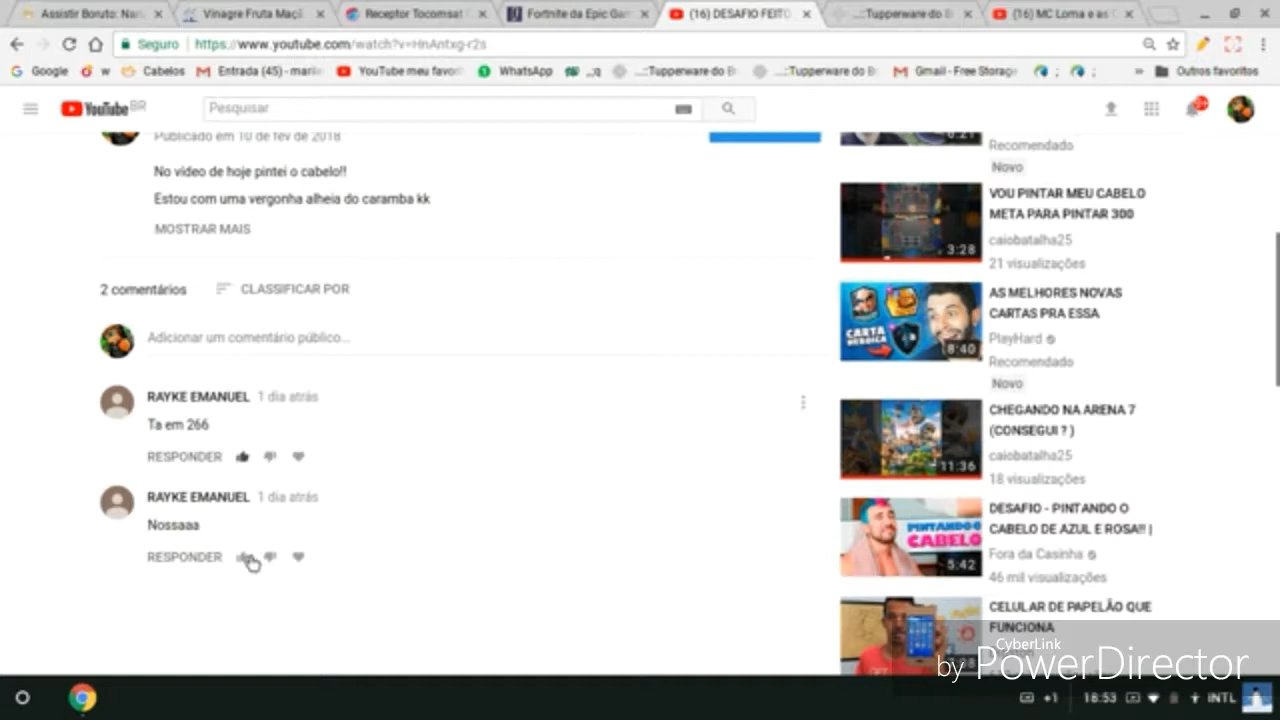 Assistir Boruto: Naru
Vinagre Fruta Maçã
Receptor Tocomsat
Fortnite da Epic Gam
(16) DESAFIO FEITO
..::Tupperware do B
(16) MC Loma e as
Seguro
https://www.youtube.com/watch?v=HnAntxg-r2s
Google
w
Cabelos
Entrada (45) - marile
YouTube meu favori
WhatsApp
..::Tupperware do Br
..::Tupperware do Br
Gmail - Free Storage
Outros favoritos
YouTube BR
Pesquisar
Publicado em 10 de fev de 2018
No vídeo de hoje pintei o cabelo!!
Estou com uma vergonha alheia do caramba kk
MOSTRAR MAIS
2 comentários
CLASSIFICAR POR
Adicionar um comentário público...
RAYKE EMANUEL 1 dia atrás
Ta em 266
RESPONDER
RAYKE EMANUEL 1 dia atrás
Nossaaa
RESPONDER
Recomendado
Novo
VOU PINTAR MEU CABELO
META PARA PINTAR 300
caiobatalha25
21 visualizações
3:28
AS MELHORES NOVAS
CARTAS PRA ESSA
PlayHard
Recomendado
Novo
CARTA
HEROICA
8:40
CHEGANDO NA ARENA 7
(CONSEGUI ? )
caiobatalha25
18 visualizações
11:36
DESAFIO - PINTANDO O
CABELO DE AZUL E ROSA!! |
Fora da Casinha
46 mil visualizações
PINTANDO O
CABELO
5:42
CELULAR DE PAPELÃO QUE
FUNCIONA
CyberLink
by PowerDirector
+1
18:53
INTL